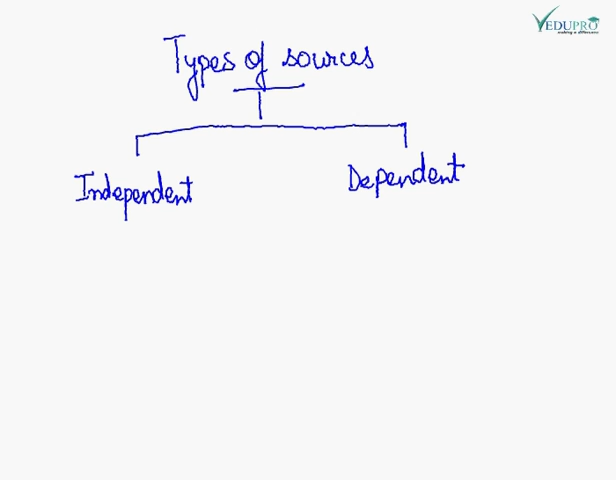 VEDUPRO
making a difference
Types of sources
Independent
Dependent